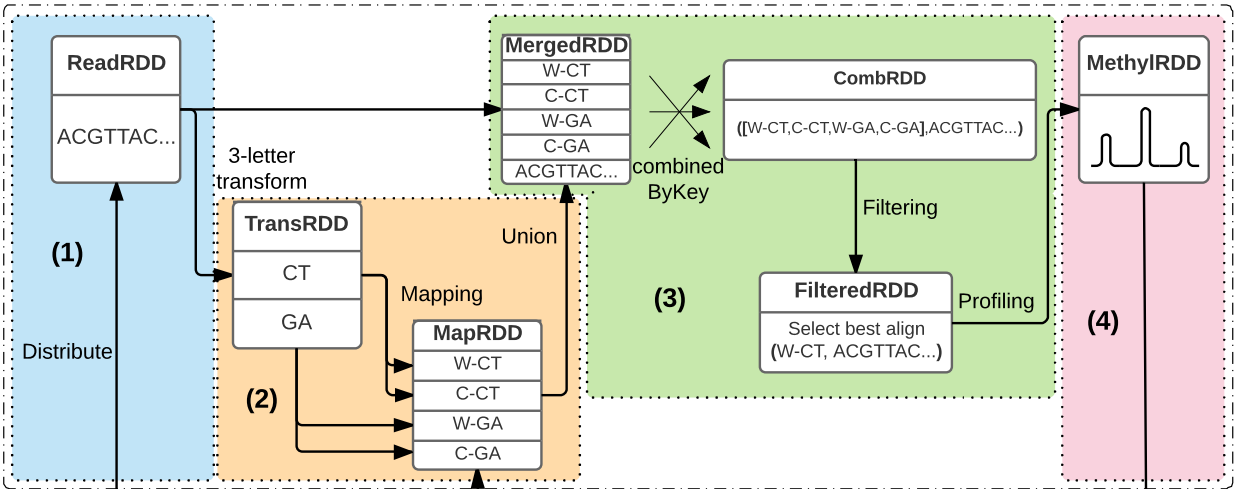 ReadRDD
ACGTTAC...
(1)
Distribute
3-letter
transform
TransRDD
CT
GA
(2)
Mapping
MapRDD
W-CT
C-CT
W-GA
C-GA
Union
MergedRDD
W-CT
C-CT
W-GA
C-GA
ACGTTAC...
combined
ByKey
CombRDD
([W-CT,C-CT,W-GA,C-GA],ACGTTAC...)
Filtering
(3)
FilteredRDD
Select best align
(W-CT, ACGTTAC...)
Profiling
MethylRDD
(4)